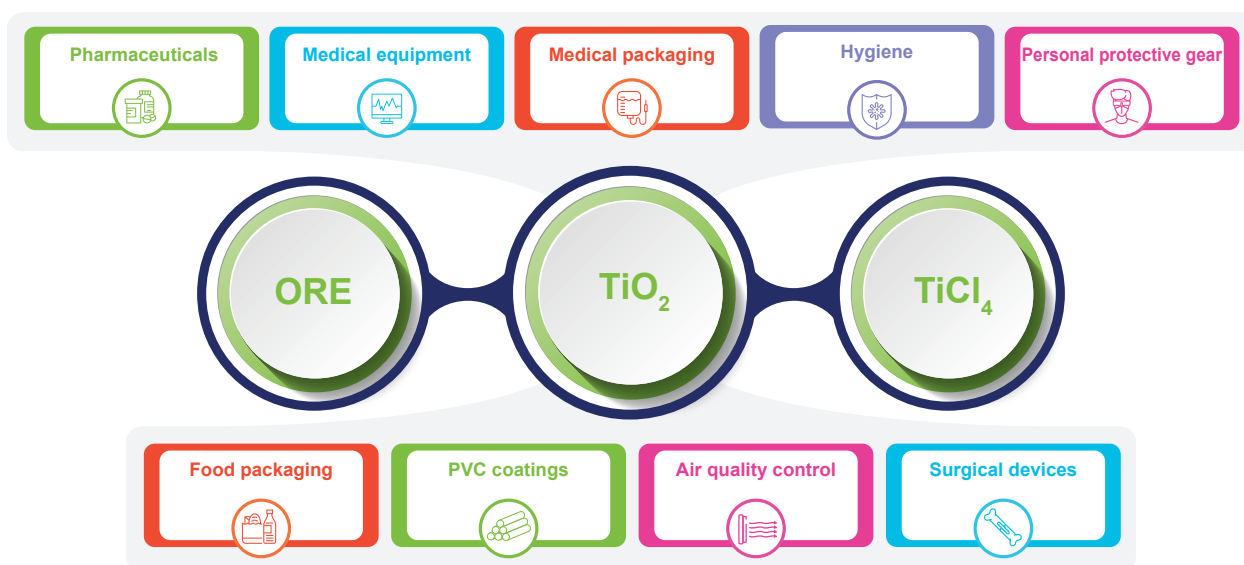 Pharmaceuticals
Medical equipment
Medical packaging
Hygiene
Personal protective gear
ORE
TiO₂
TiCl₄
Food packaging
PVC coatings
Air quality control
Surgical devices